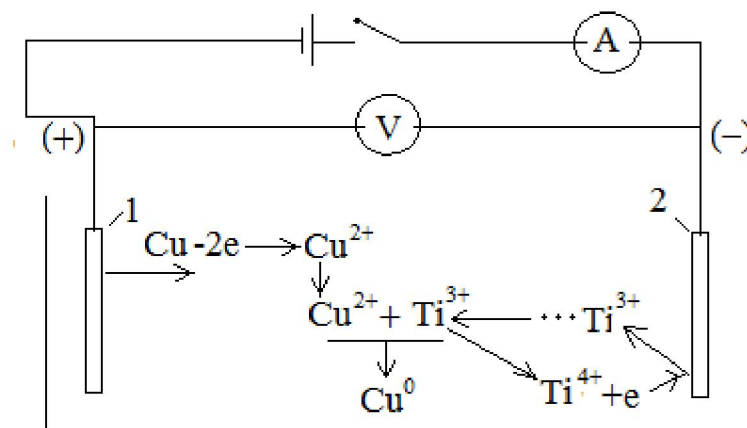 A
V
(+)
(−)
1
2
Cu -2e → Cu²⁺
Cu²⁺ + Ti³⁺ ← ··· Ti³⁺
Ti⁴⁺ +e
Cu⁰